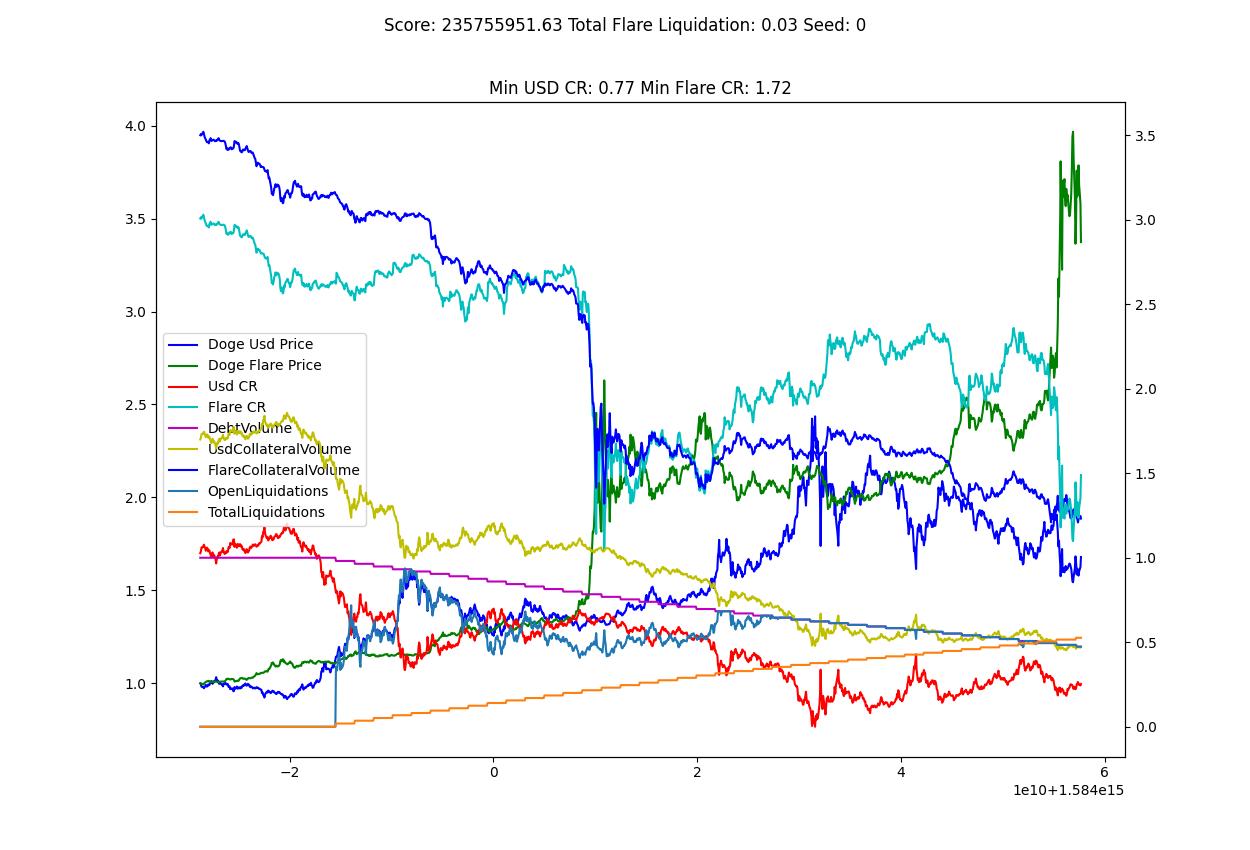 Score: 235755951.63 Total Flare Liquidation: 0.03 Seed: 0
Min USD CR: 0.77 Min Flare CR: 1.72
4.0
3.5
3.0
2.5
2.0
1.5
1.0
3.5
3.0
2.5
2.0
1.5
1.0
0.5
0.0
Doge Usd Price
Doge Flare Price
Usd CR
Flare CR
DebtVolume
UsdCollateralVolume
FlareCollateralVolume
OpenLiquidations
TotalLiquidations
−2
0
2
4
6
1e10+1.584e15